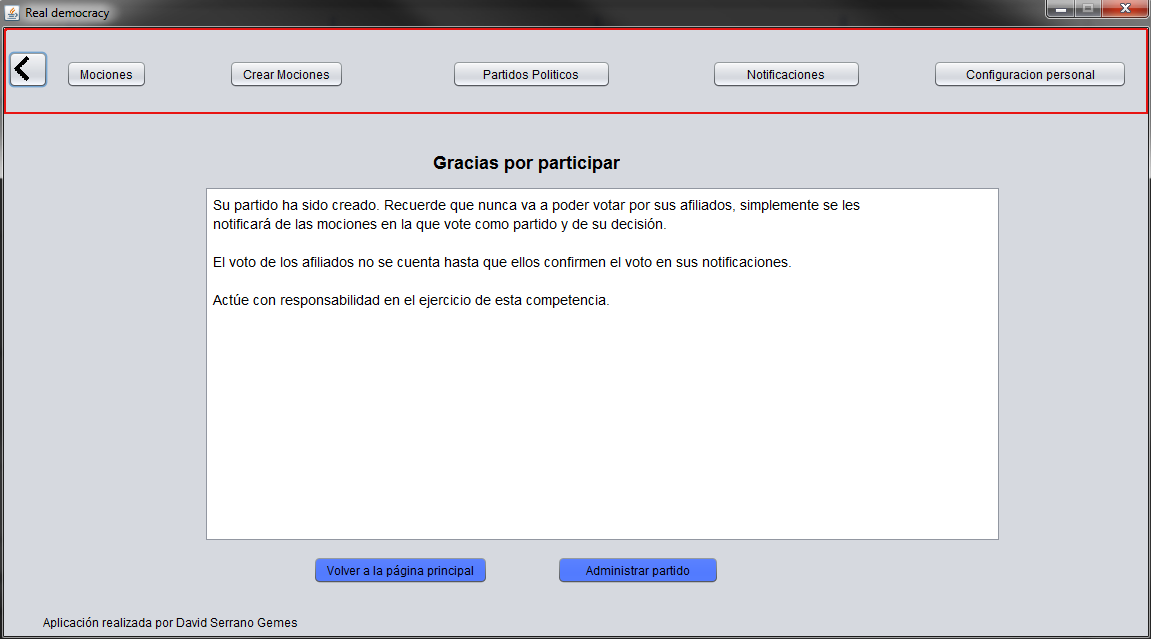 Real democracy
Mociones
Crear Mociones
Partidos Politicos
Notificaciones
Configuracion personal
Gracias por participar
Su partido ha sido creado. Recuerde que nunca va a poder votar por sus afiliados, simplemente se les
notificará de las mociones en la que vote como partido y de su decisión.
El voto de los afiliados no se cuenta hasta que ellos confirmen el voto en sus notificaciones.
Actúe con responsabilidad en el ejercicio de esta competencia.
Volver a la página principal
Administrar partido
Aplicación realizada por David Serrano Gemes